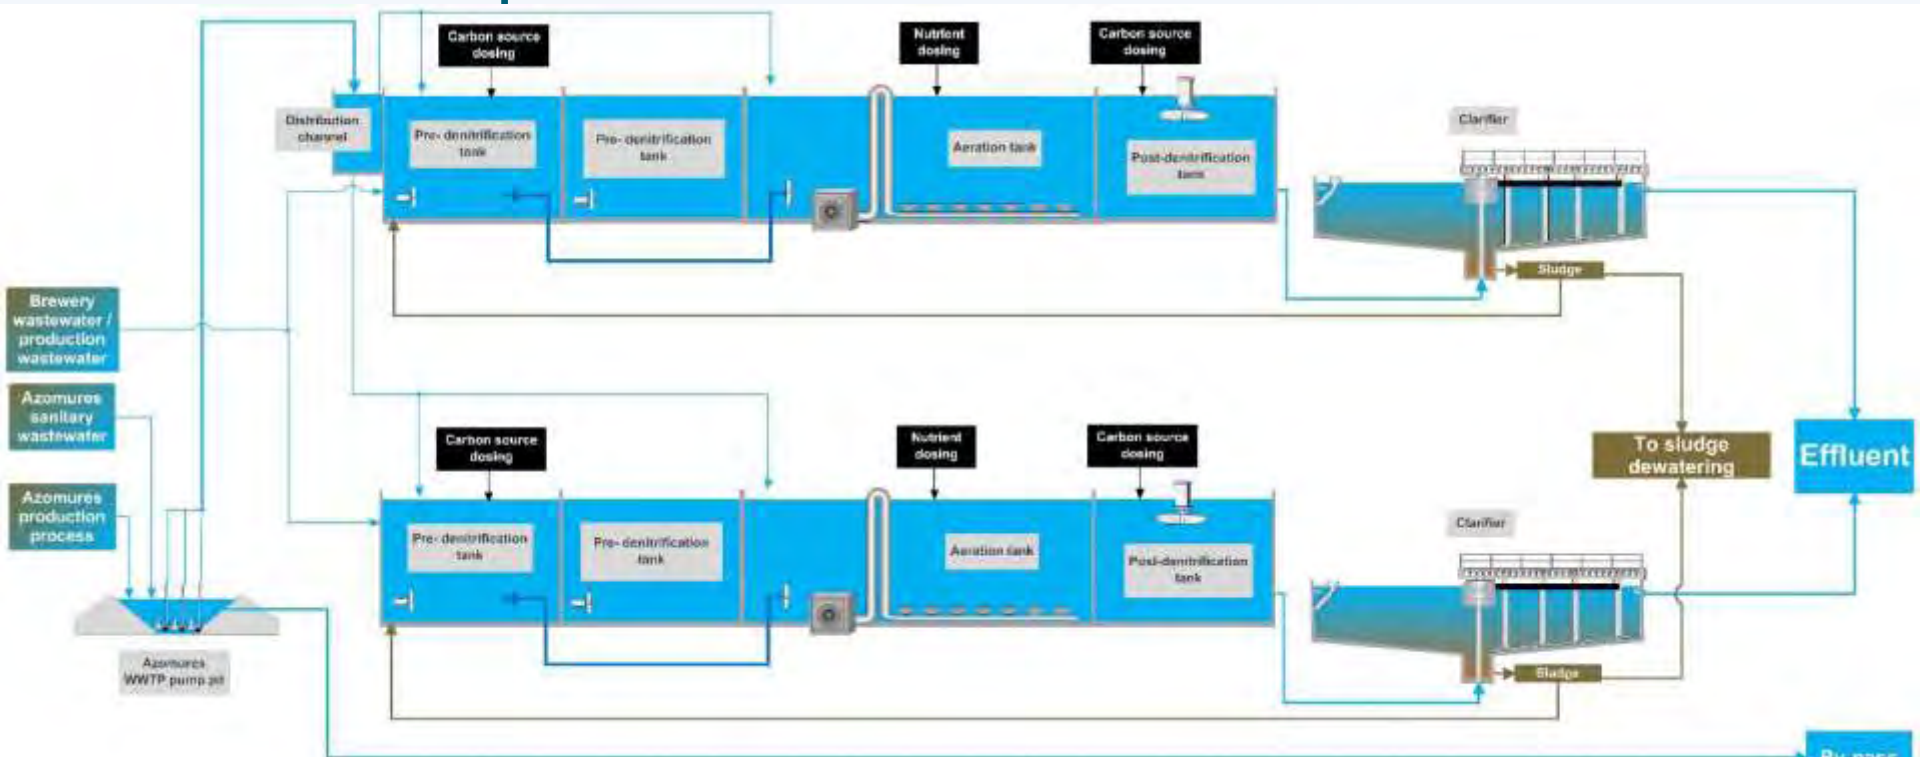 Carbon source
dosing
Nutrient
dosing
Carbon source
dosing
Distribution
channel
Pre- denitrification
tank
Pre- denitrification
tank
Aeration tank
Post-denitrification
tank
Clarifier
Sludge
Brewery
wastewater /
production
wastewater
Azomures
sanitary
wastewater
Azomures
production
process
Azomures
WWTP pump pit
Carbon source
dosing
Nutrient
dosing
Carbon source
dosing
Pre- denitrification
tank
Pre- denitrification
tank
Aeration tank
Post-denitrification
tank
Clarifier
Sludge
To sludge
dewatering
Effluent